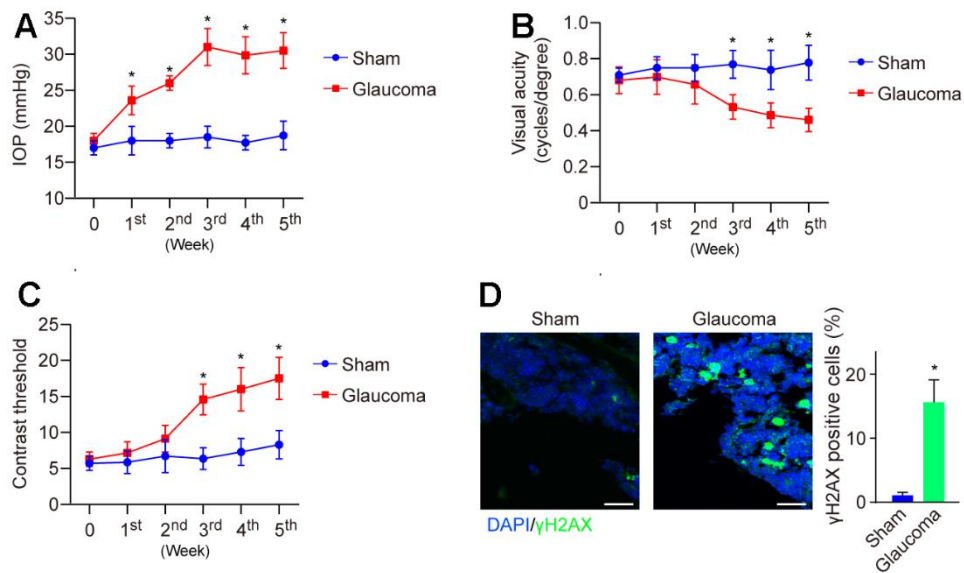 A
IOP (mmHg)
40
35
30
25
20
15
10
* * * * *
0 1st 2nd 3rd 4th 5th
(Week)
Sham
Glaucoma
B
Visual acuity
(cycles/degree)
1.0
0.8
0.6
0.4
0.2
0
* * *
0 1st 2nd 3rd 4th 5th
(Week)
Sham
Glaucoma
C
Contrast threshold
25
20
15
10
5
0
* * *
0 1st 2nd 3rd 4th 5th
(Week)
Sham
Glaucoma
D
Sham Glaucoma
DAPI/γH2AX
γH2AX positive cells (%)
20
10
0
*
Sham
Glaucoma